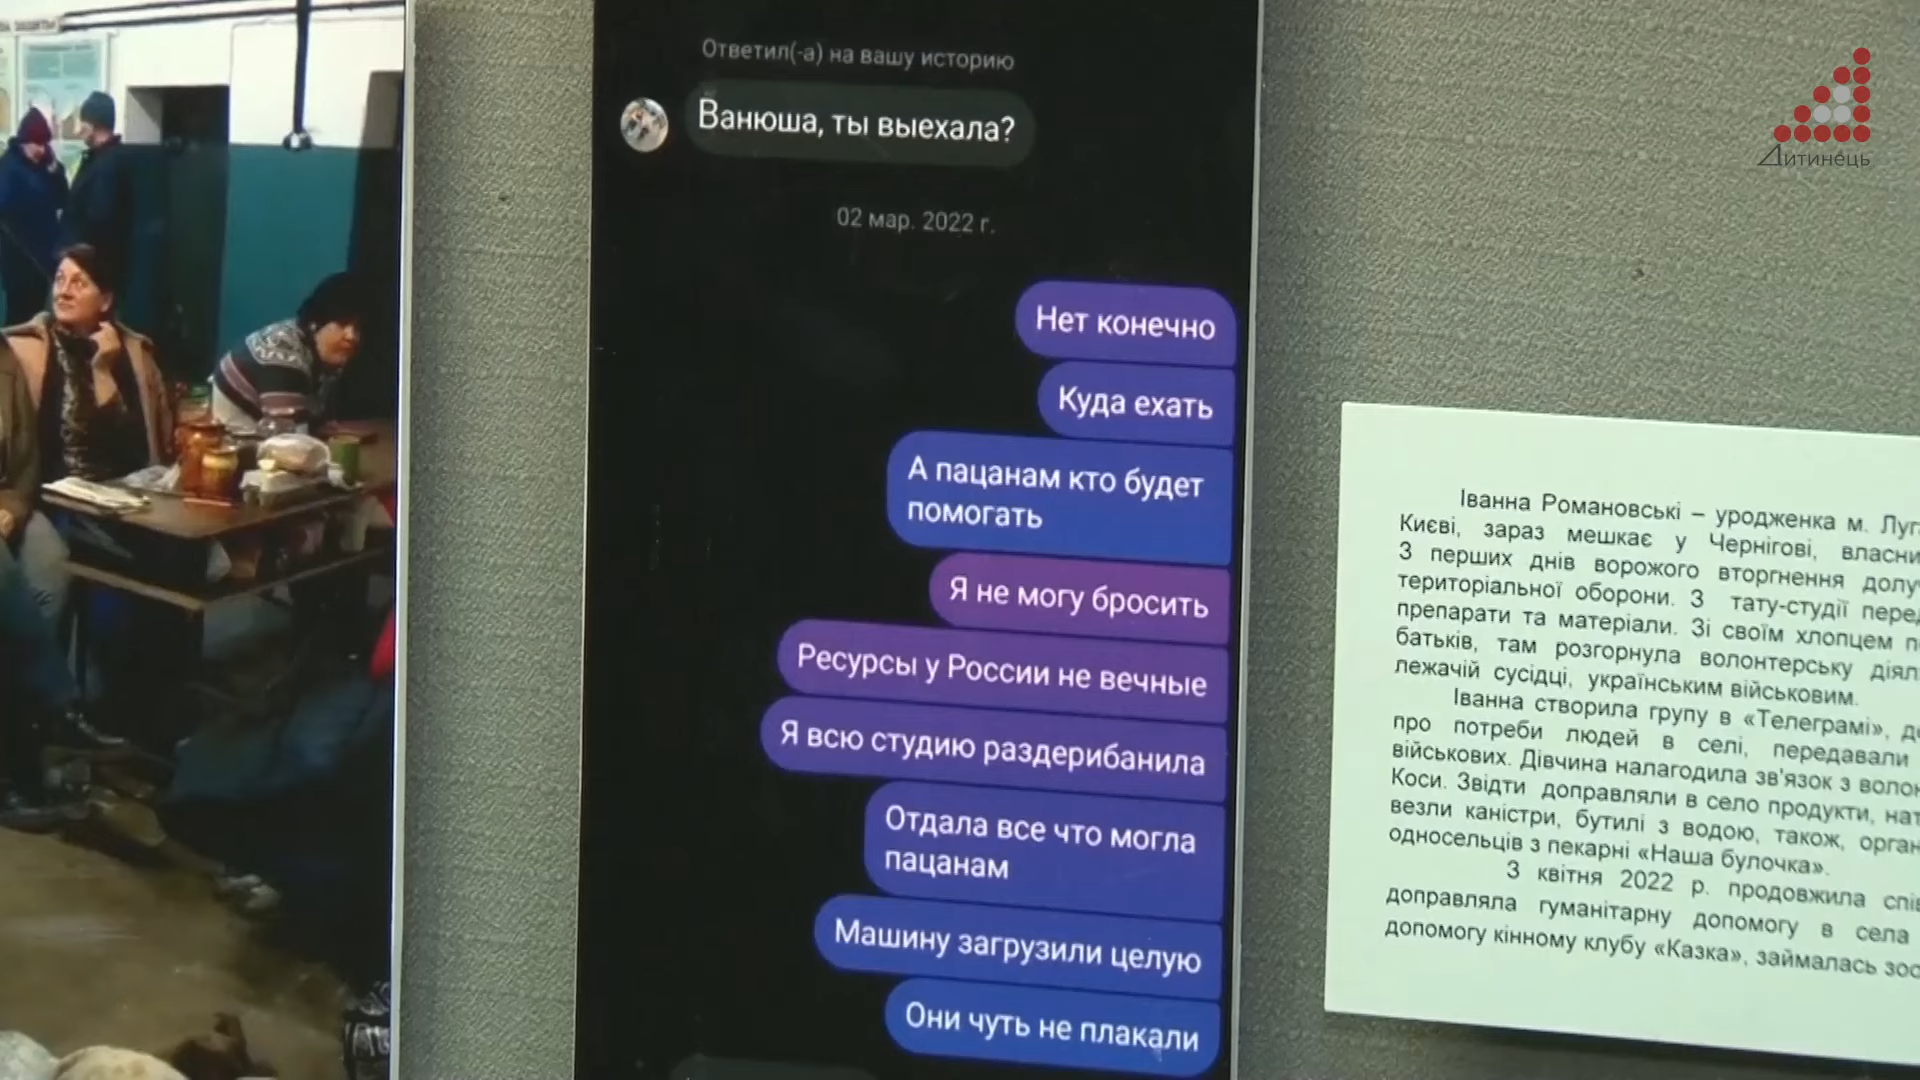 Ответил(-а) на вашу историю
Ванюша, ты выехала?
02 мар. 2022 г.
Нет конечно
Куда ехать
А пацанам кто будет
помогать
Я не могу бросить
Ресурсы у России не вечные
Я всю студию раздерибанила
Отдала все что могла
пацанам
Машину загрузили целую
Они чуть не плакали
Дитинець
Іванна Романовські – уродженка м.
Києві, зараз мешкає у Чернігові,
З перших днів ворожого вторгнення
територіальної оборони. З тату-студії
препарати та матеріали. Зі своїм хлопцем
батьків, там розгорнула волонтерську
лежачій сусідці, українським військовим.
Іванна створила групу в «Телеграмі»,
про потреби людей в селі, передавали
військових. Дівчина налагодила зв'язок з
Коси. Звідти доправляли в село продукти,
везли каністри, бутилі з водою, також,
односельців з пекарні «Наша булочка».
З квітня 2022 р. продовжила
доправляла гуманітарну допомогу в села
допомогу кінному клубу «Казка», займалась